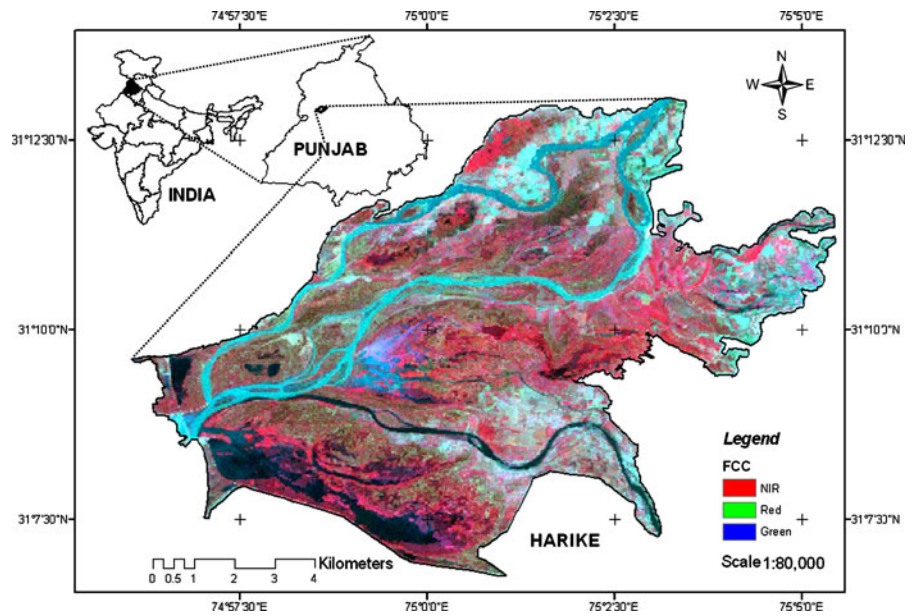 74°57'30"E 75°0'0"E 75°2'30"E 75°5'0"E
N
W E
S
31°12'30"N 31°12'30"N
PUNJAB
INDIA
31°10'0"N 31°10'0"N
Legend
FCC
NIR
Red
Green
31°7'30"N 31°7'30"N
HARIKE
Kilometers
0 0.5 1 2 3 4
Scale 1:80,000
74°57'30"E 75°0'0"E 75°2'30"E 75°5'0"E